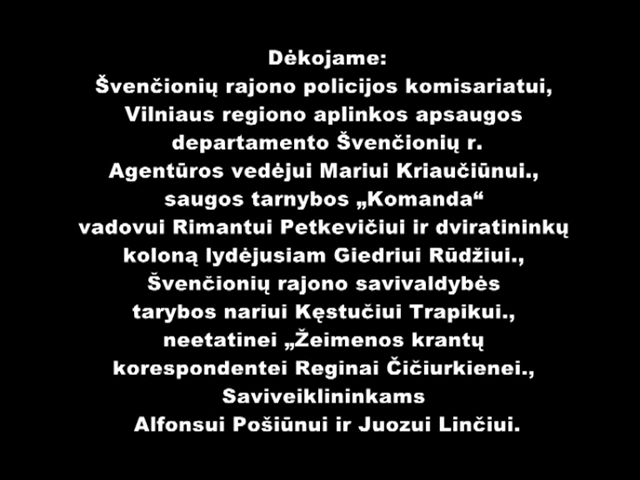 Dėkojame:
Švenčionių rajono policijos komisariatui,
Vilniaus regiono aplinkos apsaugos
departamento Švenčionių r.
Agentūros vedėjui Mariui Kriaučiūnui.,
saugos tarnybos „Komanda“
vadovui Rimantui Petkevičiui ir dviratininkų
koloną lydėjusiam Giedriui Rūdžiui.,
Švenčionių rajono savivaldybės
tarybos nariui Kęstučiui Trapikui.,
neetatinei „Žeimenos krantų
korespondentei Reginai Čičiurkienei.,
Saviveiklininkams
Alfonsui Pošiūnui ir Juozui Linčiui.